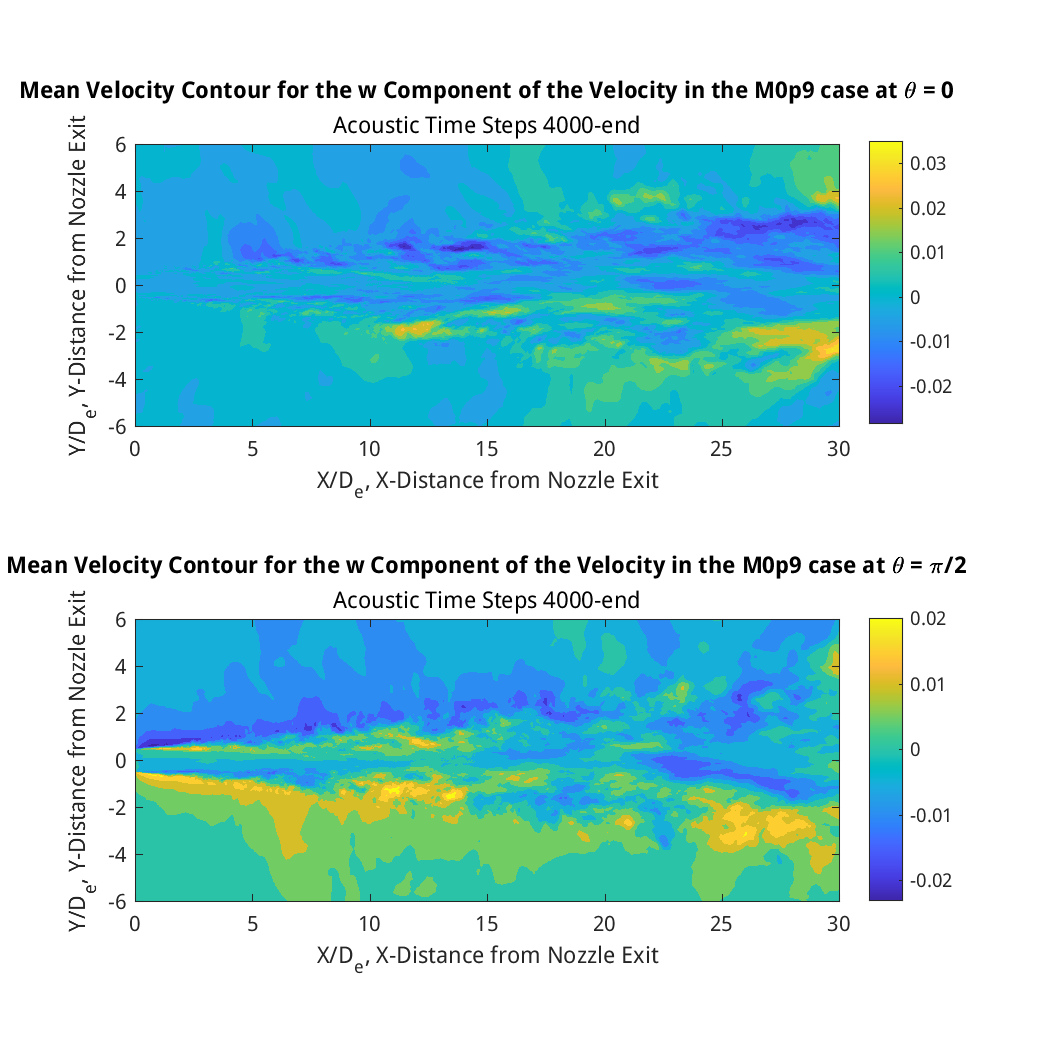 Mean Velocity Contour for the w Component of the Velocity in the M0p9 case at θ = 0
Acoustic Time Steps 4000-end
Y/D_e, Y-Distance from Nozzle Exit
6
4
2
0
-2
-4
-6
0 5 10 15 20 25 30
X/D_e, X-Distance from Nozzle Exit
0.03
0.02
0.01
0
-0.01
-0.02
Mean Velocity Contour for the w Component of the Velocity in the M0p9 case at θ = π/2
Acoustic Time Steps 4000-end
Y/D_e, Y-Distance from Nozzle Exit
6
4
2
0
-2
-4
-6
0 5 10 15 20 25 30
X/D_e, X-Distance from Nozzle Exit
0.02
0.01
0
-0.01
-0.02